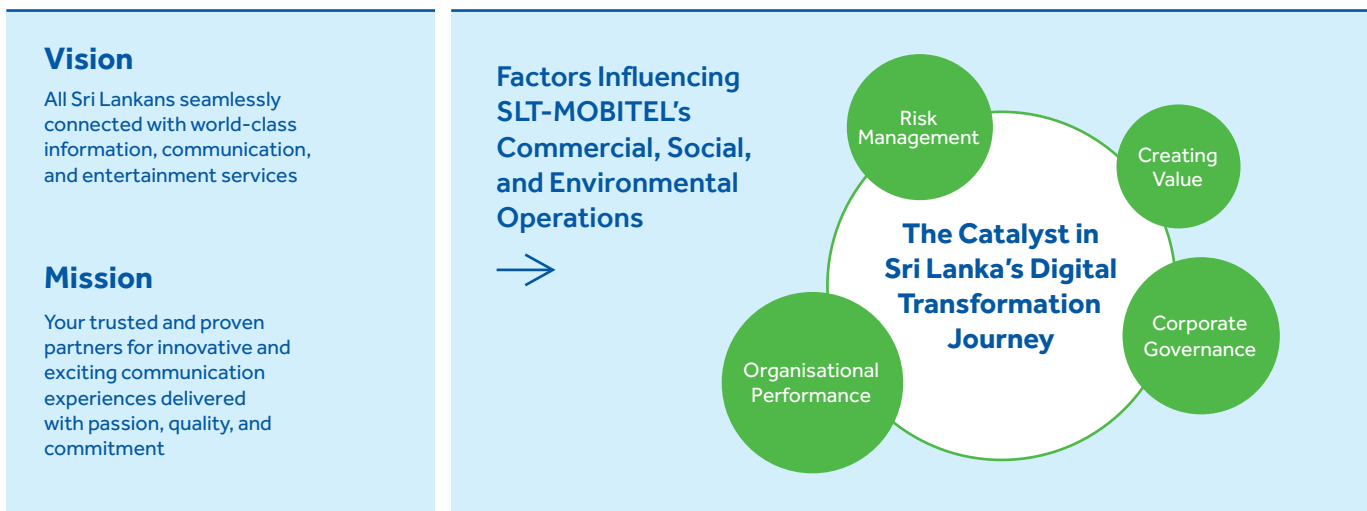 Vision
All Sri Lankans seamlessly
connected with world-class
information, communication,
and entertainment services
Mission
Your trusted and proven
partners for innovative and
exciting communication
experiences delivered
with passion, quality, and
commitment
Factors Influencing
SLT-MOBITEL's
Commercial, Social,
and Environmental
Operations
Risk
Management
Creating
Value
The Catalyst in
Sri Lanka's Digital
Transformation
Journey
Corporate
Governance
Organisational
Performance